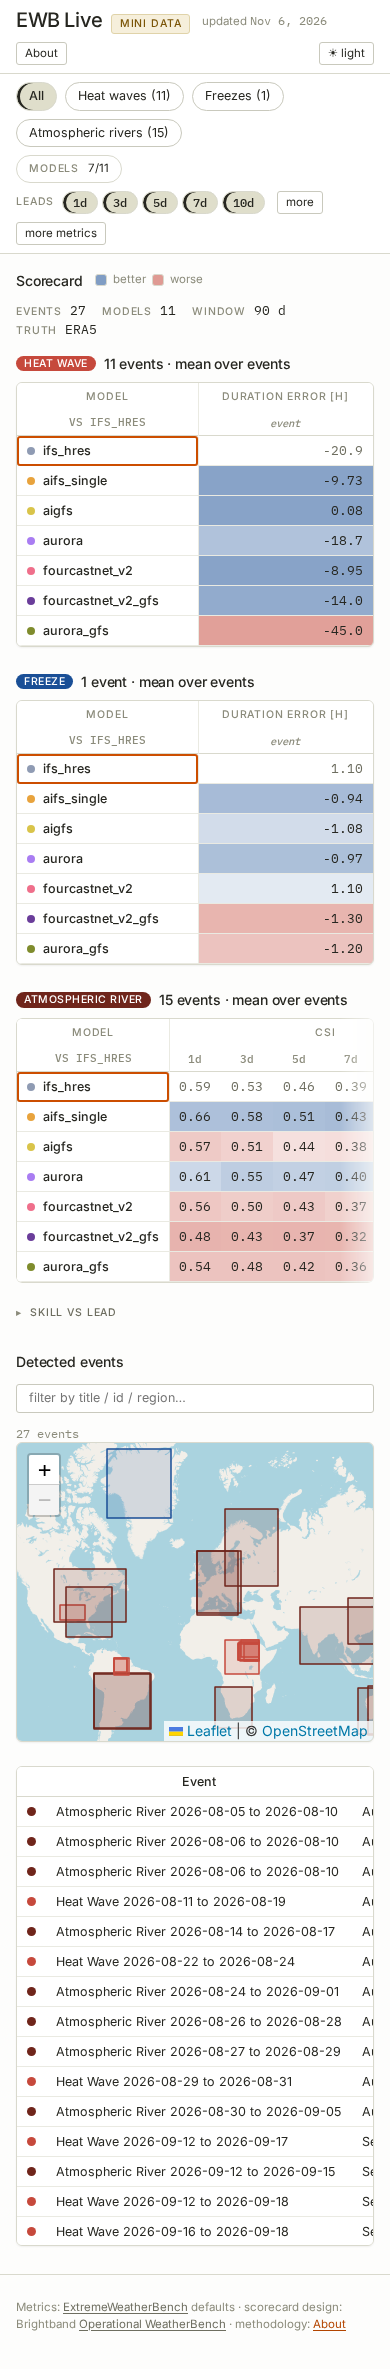 EWB Live MINI DATA updated Nov 6, 2026
About ☀ light
All Heat waves (11) Freezes (1)
Atmospheric rivers (15)
MODELS 7/11
LEADS 1d 3d 5d 7d 10d more
more metrics
Scorecard better worse
EVENTS 27 MODELS 11 WINDOW 90 d
TRUTH ERA5
HEAT WAVE 11 events · mean over events
MODEL DURATION ERROR [H]
VS IFS_HRES event
ifs_hres -20.9
aifs_single -9.73
aigfs 0.08
aurora -18.7
fourcastnet_v2 -8.95
fourcastnet_v2_gfs -14.0
aurora_gfs -45.0
FREEZE 1 event · mean over events
MODEL DURATION ERROR [H]
VS IFS_HRES event
ifs_hres 1.10
aifs_single -0.94
aigfs -1.08
aurora -0.97
fourcastnet_v2 1.10
fourcastnet_v2_gfs -1.30
aurora_gfs -1.20
ATMOSPHERIC RIVER 15 events · mean over events
MODEL CSI
VS IFS_HRES 1d 3d 5d 7d
ifs_hres 0.59 0.53 0.46 0.39
aifs_single 0.66 0.58 0.51 0.43
aigfs 0.57 0.51 0.44 0.38
aurora 0.61 0.55 0.47 0.40
fourcastnet_v2 0.56 0.50 0.43 0.37
fourcastnet_v2_gfs 0.48 0.43 0.37 0.32
aurora_gfs 0.54 0.48 0.42 0.36
▸ SKILL VS LEAD
Detected events
filter by title / id / region…
27 events
+
−
Leaflet | © OpenStreetMap
Event
Atmospheric River 2026-08-05 to 2026-08-10 Au
Atmospheric River 2026-08-06 to 2026-08-10 Au
Atmospheric River 2026-08-06 to 2026-08-10 Au
Heat Wave 2026-08-11 to 2026-08-19 Au
Atmospheric River 2026-08-14 to 2026-08-17 Au
Heat Wave 2026-08-22 to 2026-08-24 Au
Atmospheric River 2026-08-24 to 2026-09-01 Au
Atmospheric River 2026-08-26 to 2026-08-28 Au
Atmospheric River 2026-08-27 to 2026-08-29 Au
Heat Wave 2026-08-29 to 2026-08-31 Au
Atmospheric River 2026-08-30 to 2026-09-05 Au
Heat Wave 2026-09-12 to 2026-09-17 Se
Atmospheric River 2026-09-12 to 2026-09-15 Se
Heat Wave 2026-09-12 to 2026-09-18 Se
Heat Wave 2026-09-16 to 2026-09-18 Se
Metrics: ExtremeWeatherBench defaults · scorecard design:
Brightband Operational WeatherBench · methodology: About